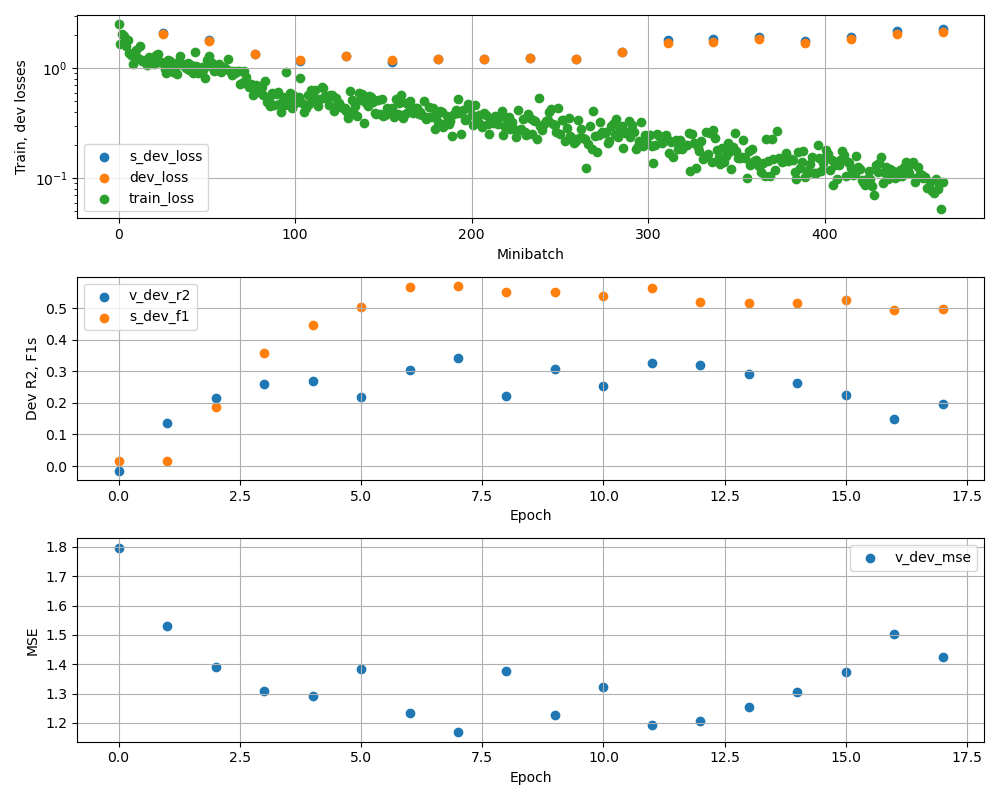 Train, dev losses
10⁰
10⁻¹
s_dev_loss
dev_loss
train_loss
0 100 200 300 400
Minibatch
Dev R2, F1s
0.5
0.4
0.3
0.2
0.1
0.0
v_dev_r2
s_dev_f1
0.0 2.5 5.0 7.5 10.0 12.5 15.0 17.5
Epoch
MSE
1.8
1.7
1.6
1.5
1.4
1.3
1.2
v_dev_mse
0.0 2.5 5.0 7.5 10.0 12.5 15.0 17.5
Epoch